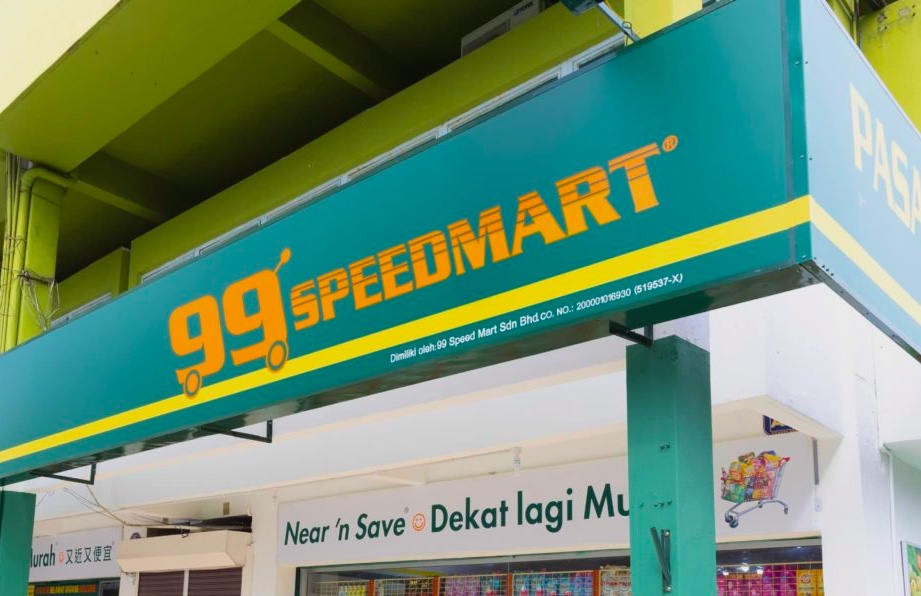 99 SPEEDMART®
Dimiliki oleh:99 Speed Mart Sdn Bhd.CO. NO.: 200001016930 (519537-X)
Near 'n Save® Dekat lagi Mu
urah 又近又便宜
PASA